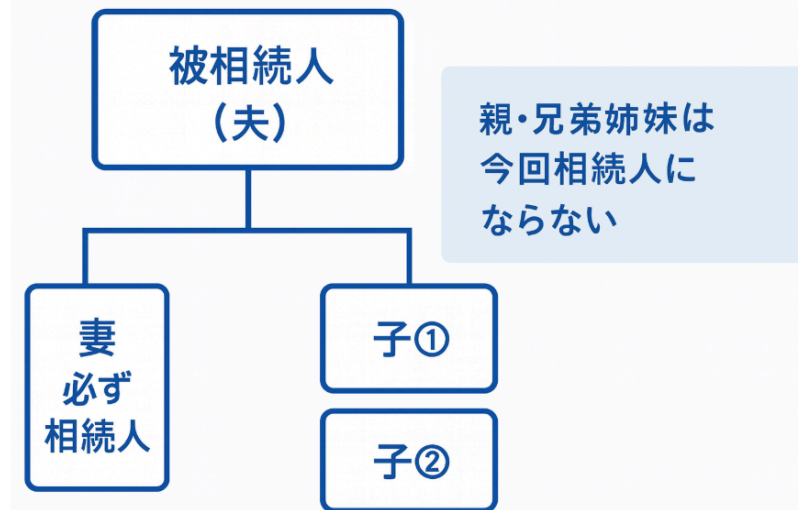 被相続人
（夫）
親・兄弟姉妹は
今回相続人に
ならない
妻
必ず
相続人
子①
子②